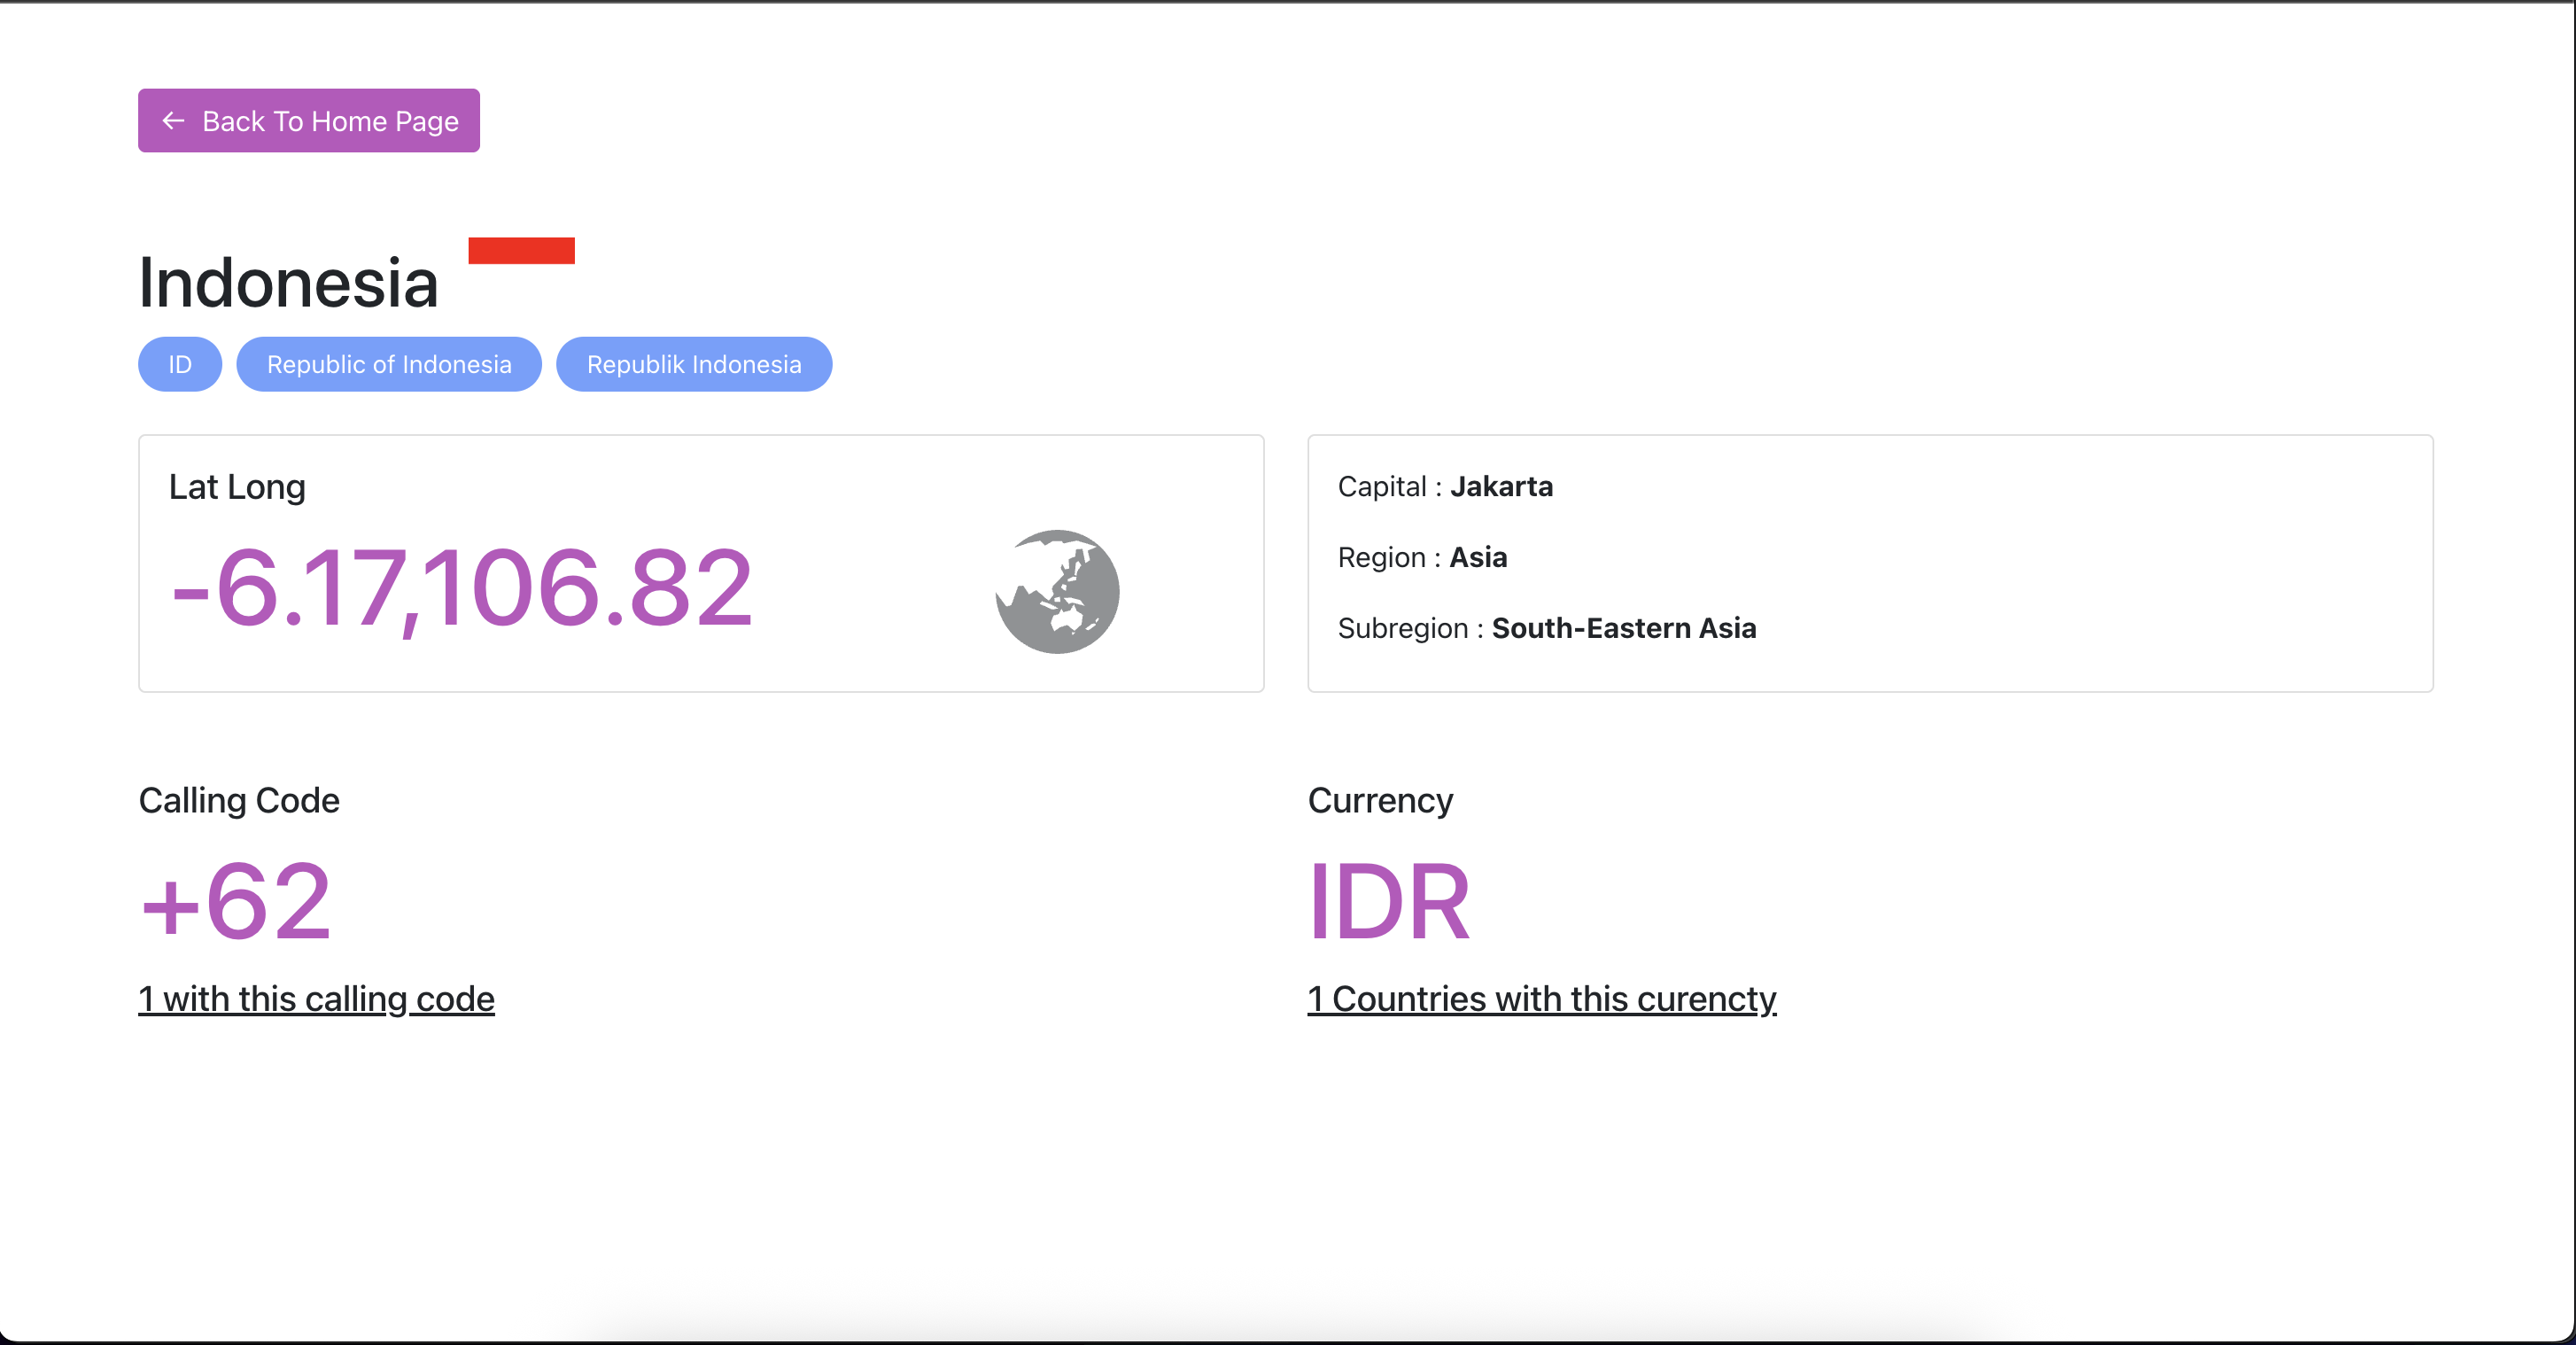 ← Back To Home Page
Indonesia
ID
Republic of Indonesia
Republik Indonesia
Lat Long
-6.17,106.82
Capital : Jakarta
Region : Asia
Subregion : South-Eastern Asia
Calling Code
+62
1 with this calling code
Currency
IDR
1 Countries with this curencty